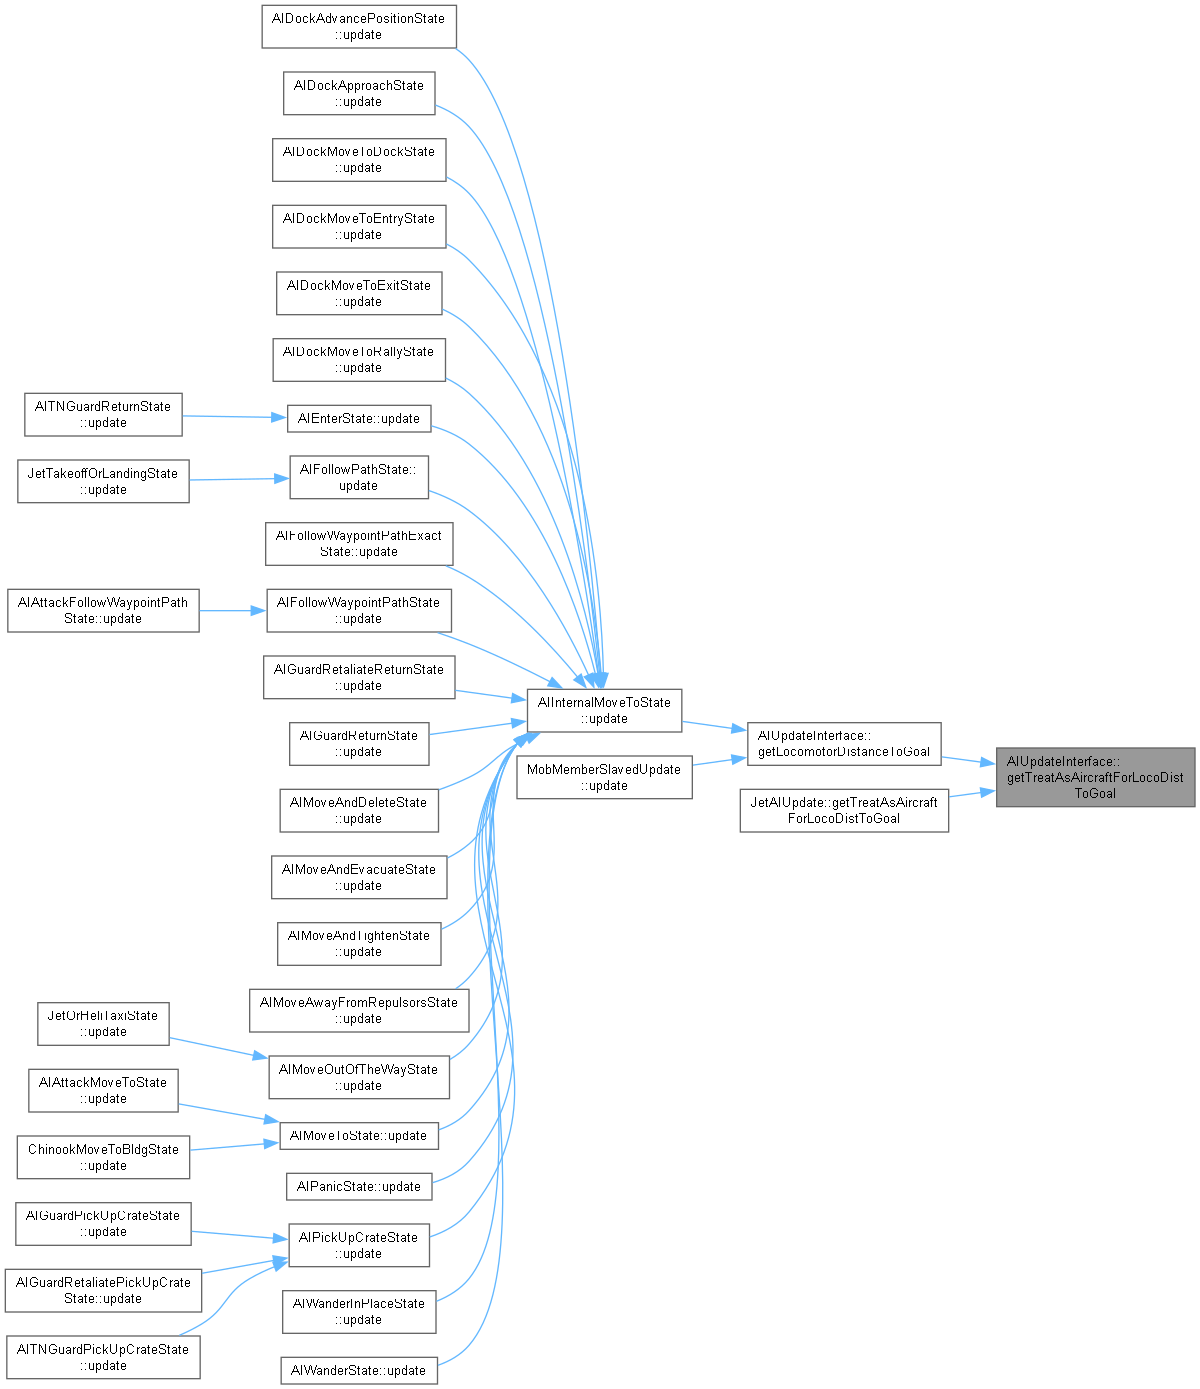 AIDockAdvancePositionState
::update
AIDockApproachState
::update
AIDockMoveToDockState
::update
AIDockMoveToEntryState
::update
AIDockMoveToExitState
::update
AIDockMoveToRallyState
::update
AITNGuardReturnState
::update
AIEnterState::update
JetTakeoffOrLandingState
::update
AIFollowPathState::
update
AIFollowWaypointPathExact
State::update
AIAttackFollowWaypointPath
State::update
AIFollowWaypointPathState
::update
AIGuardRetaliateReturnState
::update
AIGuardReturnState
::update
AIInternalMoveToState
::update
AIUpdateInterface::
getLocomotorDistanceToGoal
AIUpdateInterface::
getTreatAsAircraftForLocoDist
ToGoal
MobMemberSlavedUpdate
::update
JetAIUpdate::getTreatAsAircraft
ForLocoDistToGoal
AIMoveAndDeleteState
::update
AIMoveAndEvacuateState
::update
AIMoveAndTightenState
::update
AIMoveAwayFromRepulsorsState
::update
JetOrHeliTaxiState
::update
AIMoveOutOfTheWayState
::update
AIAttackMoveToState
::update
AIMoveToState::update
ChinookMoveToBldgState
::update
AIPanicState::update
AIGuardPickUpCrateState
::update
AIPickUpCrateState
::update
AIGuardRetaliatePickUpCrate
State::update
AIWanderInPlaceState
::update
AITNGuardPickUpCrateState
::update
AIWanderState::update